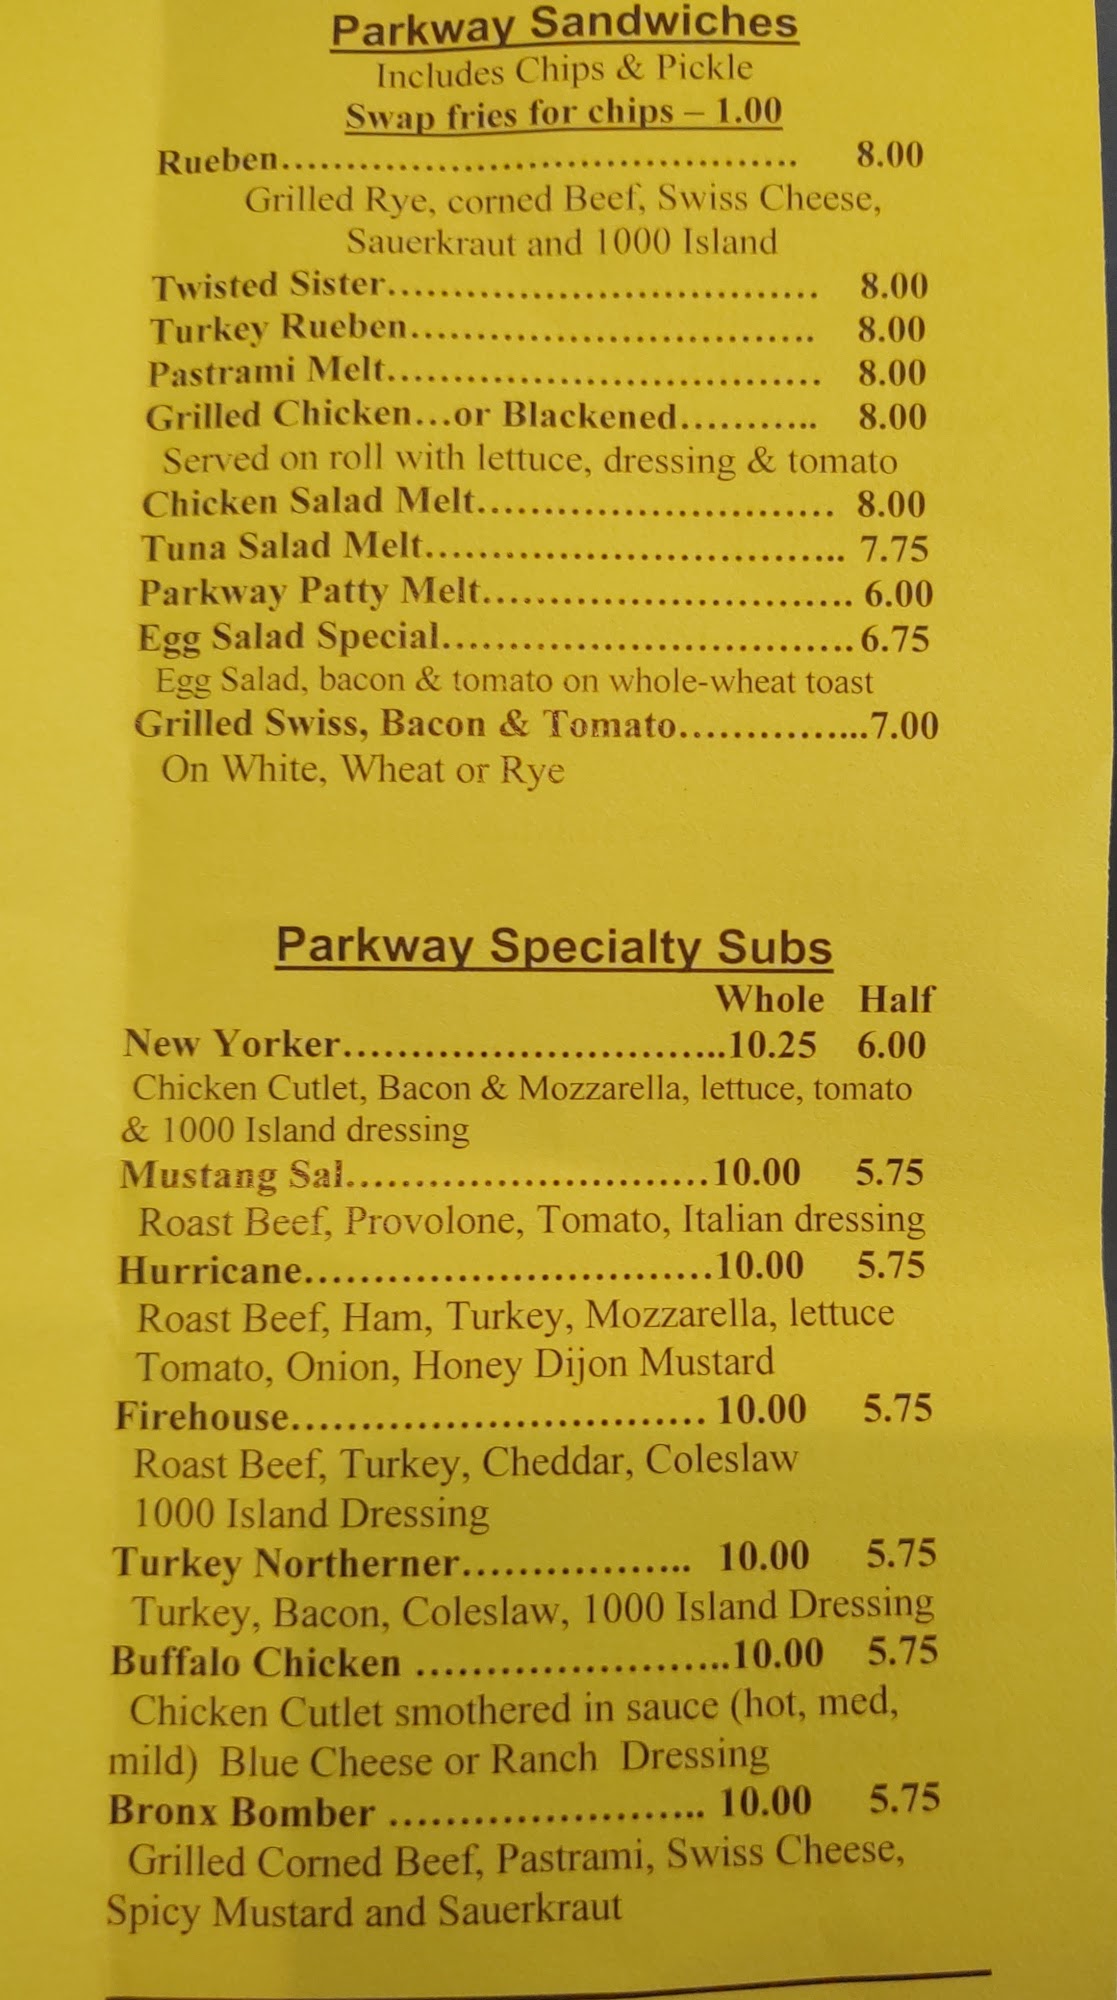 Parkway Sandwiches
Includes Chips & Pickle
Swap fries for chips – 1.00
Rueben........................................ 8.00
Grilled Rye, corned Beef, Swiss Cheese,
Sauerkraut and 1000 Island
Twisted Sister................................. 8.00
Turkey Rueben............................... 8.00
Pastrami Melt................................. 8.00
Grilled Chicken...or Blackened........... 8.00
Served on roll with lettuce, dressing & tomato
Chicken Salad Melt........................... 8.00
Tuna Salad Melt................................ 7.75
Parkway Patty Melt............................ 6.00
Egg Salad Special............................... 6.75
Egg Salad, bacon & tomato on whole-wheat toast
Grilled Swiss, Bacon & Tomato...............7.00
On White, Wheat or Rye
Parkway Specialty Subs
Whole Half
New Yorker.............................10.25 6.00
Chicken Cutlet, Bacon & Mozzarella, lettuce, tomato
& 1000 Island dressing
Mustang Sal...........................10.00 5.75
Roast Beef, Provolone, Tomato, Italian dressing
Hurricane..............................10.00 5.75
Roast Beef, Ham, Turkey, Mozzarella, lettuce
Tomato, Onion, Honey Dijon Mustard
Firehouse............................... 10.00 5.75
Roast Beef, Turkey, Cheddar, Coleslaw
1000 Island Dressing
Turkey Northerner................. 10.00 5.75
Turkey, Bacon, Coleslaw, 1000 Island Dressing
Buffalo Chicken .......................10.00 5.75
Chicken Cutlet smothered in sauce (hot, med,
mild) Blue Cheese or Ranch Dressing
Bronx Bomber ....................... 10.00 5.75
Grilled Corned Beef, Pastrami, Swiss Cheese,
Spicy Mustard and Sauerkraut